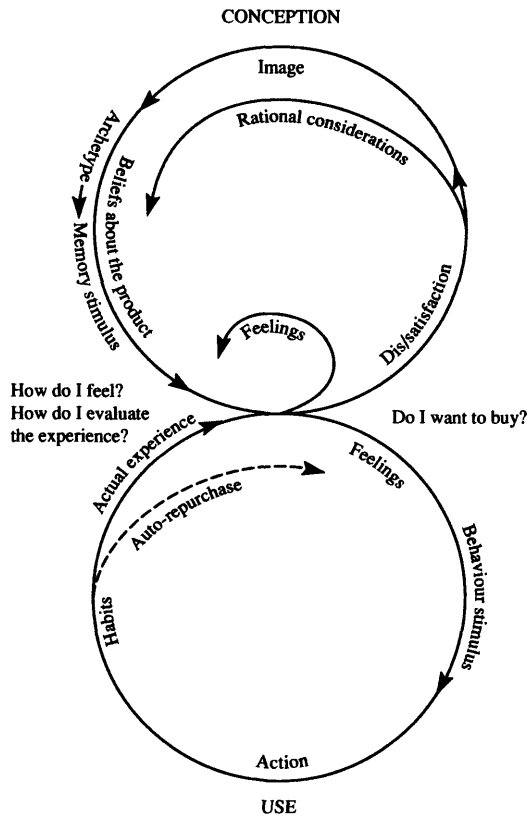 CONCEPTION
Image
Rational considerations
Archetype
Memory stimulus
Beliefs about the product
Feelings
Dis/satisfaction
How do I feel?
How do I evaluate
the experience?
Do I want to buy?
Actual experience
Feelings
Auto-repurchase
Habits
Behaviour stimulus
Action
USE